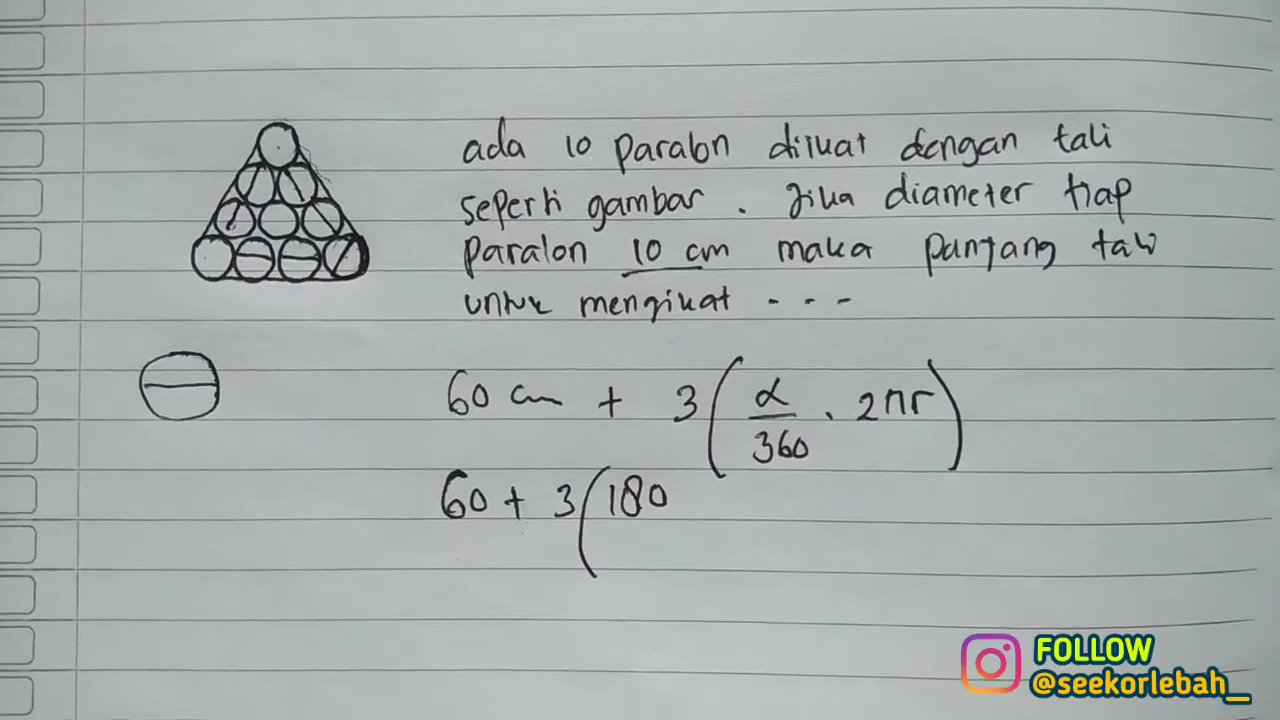 ada 10 paralon diikat dengan tali
seperti gambar . Jika diameter tiap
paralon 10 cm maka panjang tali
untuk mengikat - - -
60 cm + 3 ( α/360 . 2πr )
60 + 3 ( 180
FOLLOW
@seekorlebah_